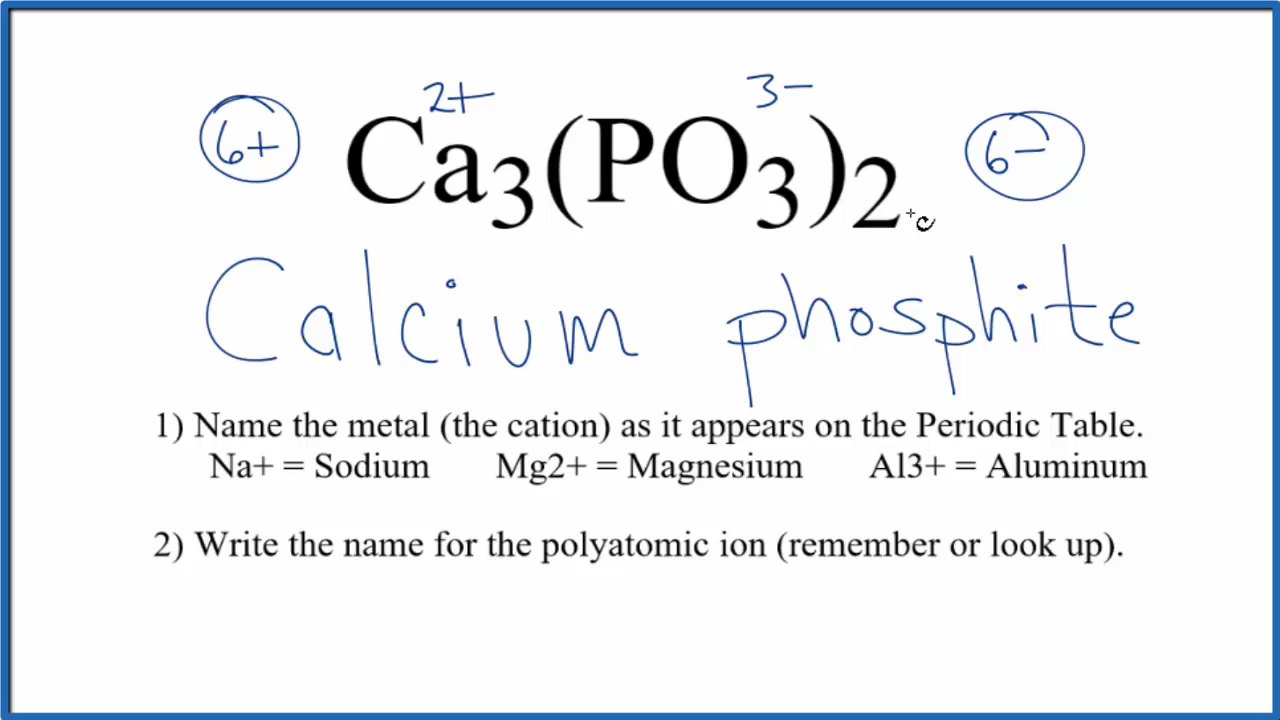 2+ 3-
6+ Ca3(PO3)2 6-
Calcium phosphite
1) Name the metal (the cation) as it appears on the Periodic Table.
Na+ = Sodium Mg2+ = Magnesium Al3+ = Aluminum
2) Write the name for the polyatomic ion (remember or look up).